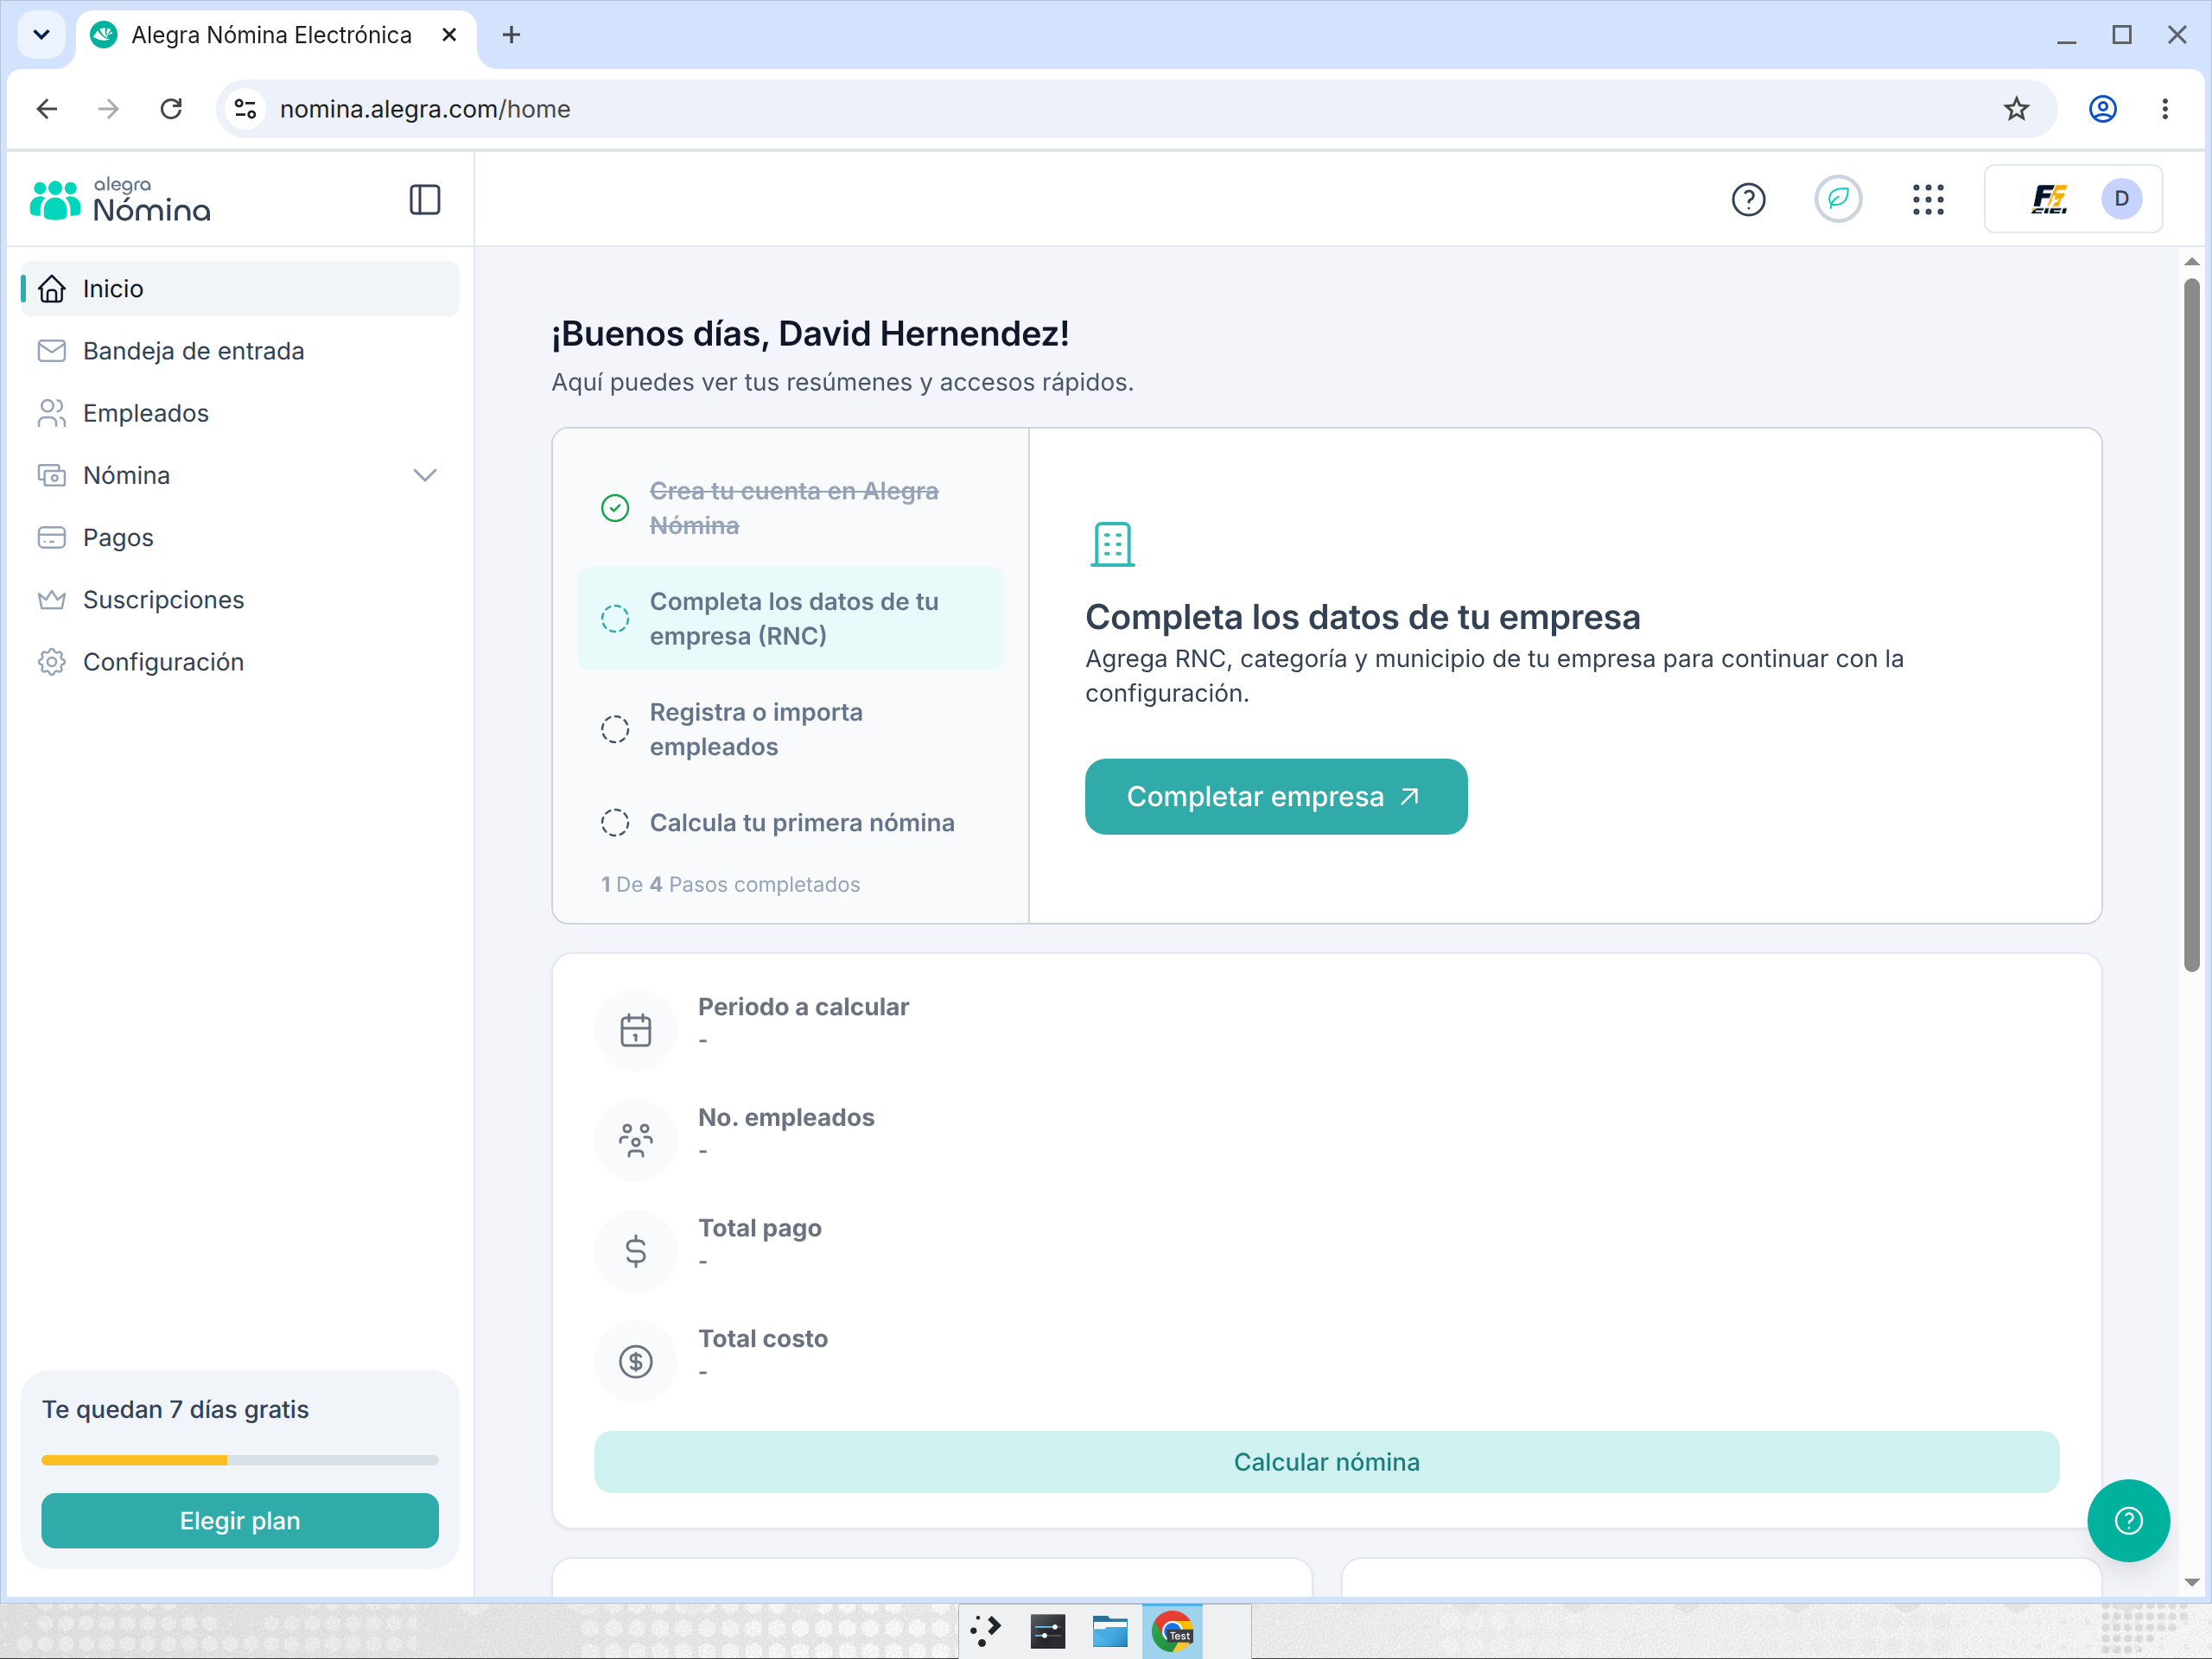 Alegra Nómina Electrónica
nomina.alegra.com/home
alegra
Nómina
D
Inicio
Bandeja de entrada
Empleados
Nómina
Pagos
Suscripciones
Configuración
¡Buenos días, David Hernendez!
Aquí puedes ver tus resúmenes y accesos rápidos.
Crea tu cuenta en Alegra
Nómina
Completa los datos de tu
empresa (RNC)
Registra o importa
empleados
Calcula tu primera nómina
1 De 4 Pasos completados
Completa los datos de tu empresa
Agrega RNC, categoría y municipio de tu empresa para continuar con la
configuración.
Completar empresa
Periodo a calcular
-
No. empleados
-
Total pago
-
Total costo
-
Calcular nómina
Te quedan 7 días gratis
Elegir plan
Test